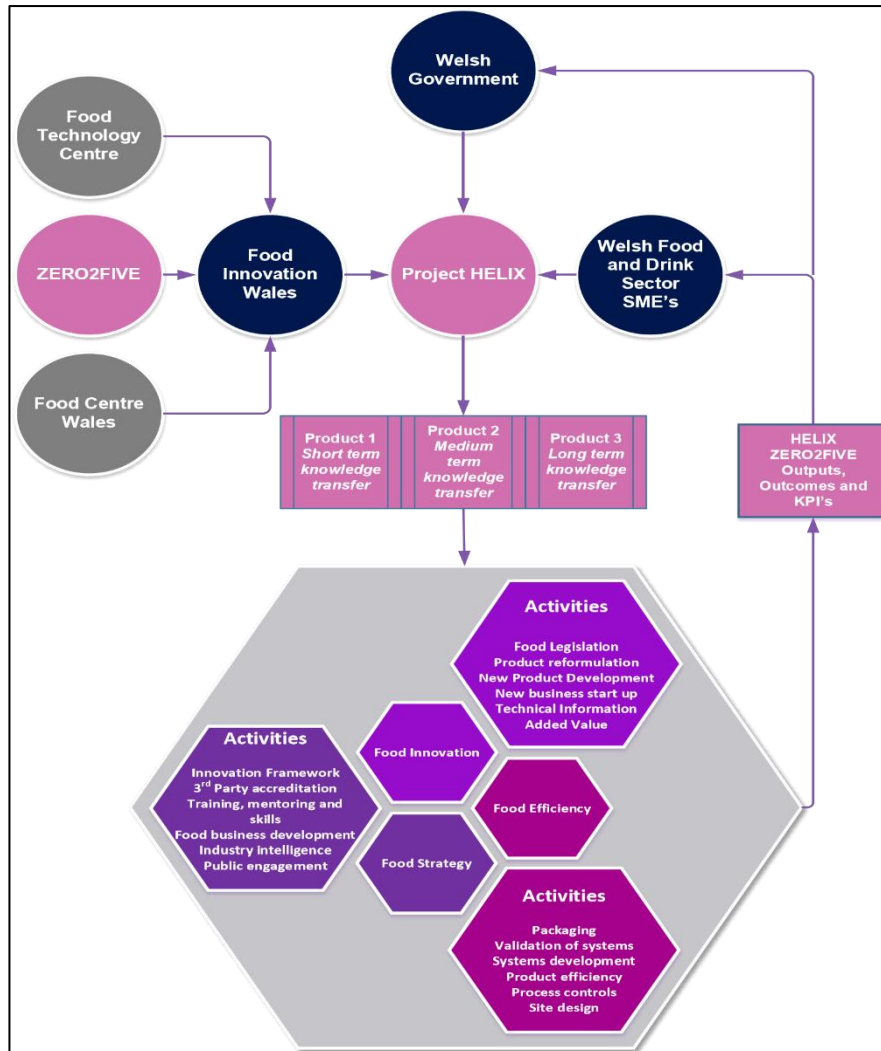 Welsh
Government
Food
Technology
Centre
ZERO2FIVE
Food
Innovation
Wales
Project HELIX
Welsh Food
and Drink
Sector
SME's
Food Centre
Wales
Product 1
Short term
knowledge
transfer
Product 2
Medium
term
knowledge
transfer
Product 3
Long term
knowledge
transfer
HELIX
ZERO2FIVE
Outputs,
Outcomes and
KPI's
Activities
Food Legislation
Product reformulation
New Product Development
New business start up
Technical Information
Added Value
Food Innovation
Activities
Innovation Framework
3rd Party accreditation
Training, mentoring and
skills
Food business development
Industry intelligence
Public engagement
Food Efficiency
Food Strategy
Activities
Packaging
Validation of systems
Systems development
Product efficiency
Process controls
Site design